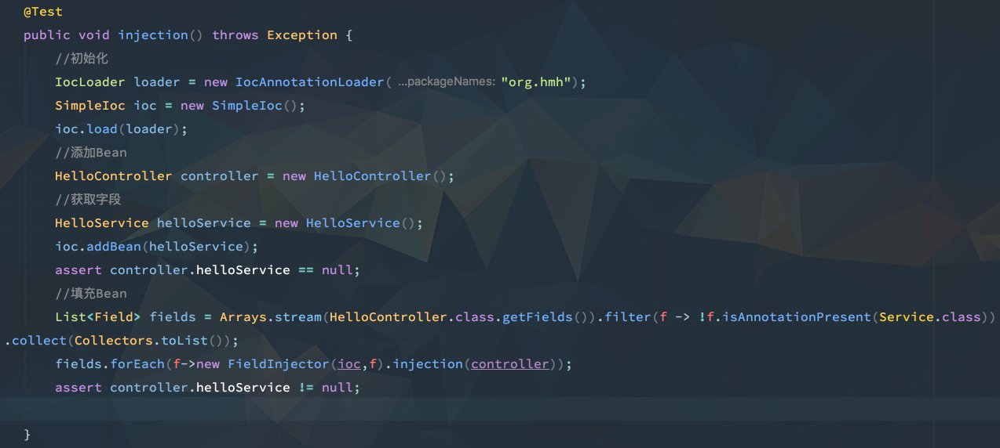 @Test
public void injection() throws Exception {
//初始化
IocLoader loader = new IocAnnotationLoader( ...packageNames: "org.hmh");
SimpleIoc ioc = new SimpleIoc();
ioc.load(loader);
//添加Bean
HelloController controller = new HelloController();
//获取字段
HelloService helloService = new HelloService();
ioc.addBean(helloService);
assert controller.helloService == null;
//填充Bean
List<Field> fields = Arrays.stream(HelloController.class.getFields()).filter(f -> !f.isAnnotationPresent(Service.class))
.collect(Collectors.toList());
fields.forEach(f->new FieldInjector(ioc,f).injection(controller));
assert controller.helloService != null;
}